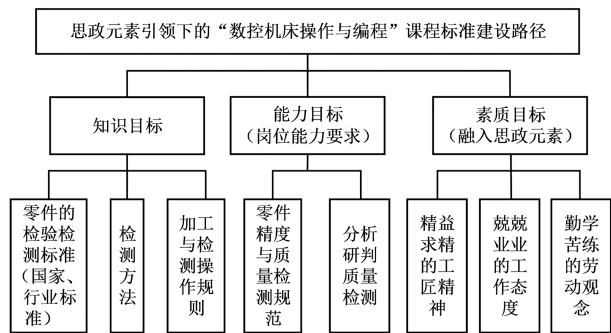 思政元素引领下的“数控机床操作与编程”课程标准建设路径
知识目标
能力目标
（岗位能力要求）
素质目标
（融入思政元素）
零件的
检验检
测标准
（国家、
行业标
准）
检
测
方
法
加工
与检
测操
作规
则
零件
精度
与质
量检
测规
范
分析
研判
质量
检测
精益
求精
的工
匠精
神
兢兢
业业
的工
作态
度
勤学
苦练
的劳
动观
念